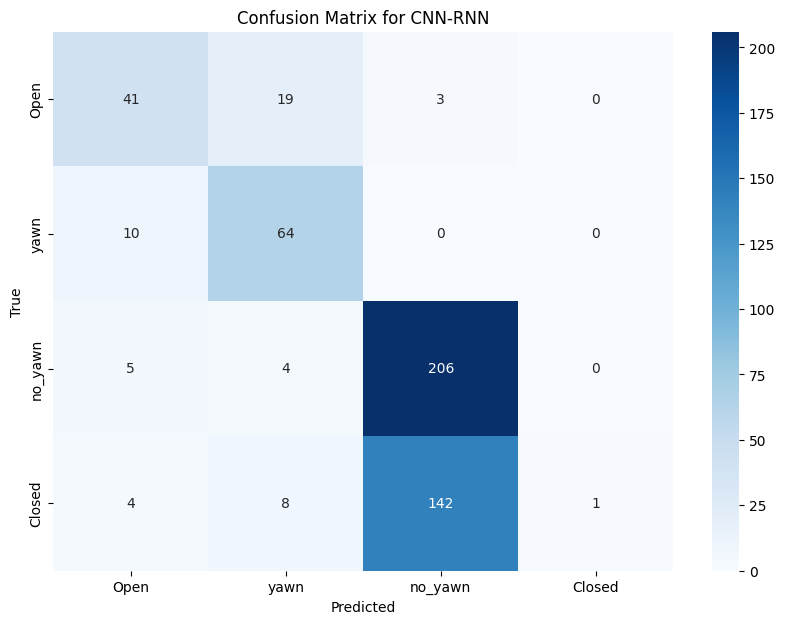 Confusion Matrix for CNN-RNN
True
Open 41 19 3 0
yawn 10 64 0 0
no_yawn 5 4 206 0
Closed 4 8 142 1
Open yawn no_yawn Closed
Predicted
200
175
150
125
100
75
50
25
0